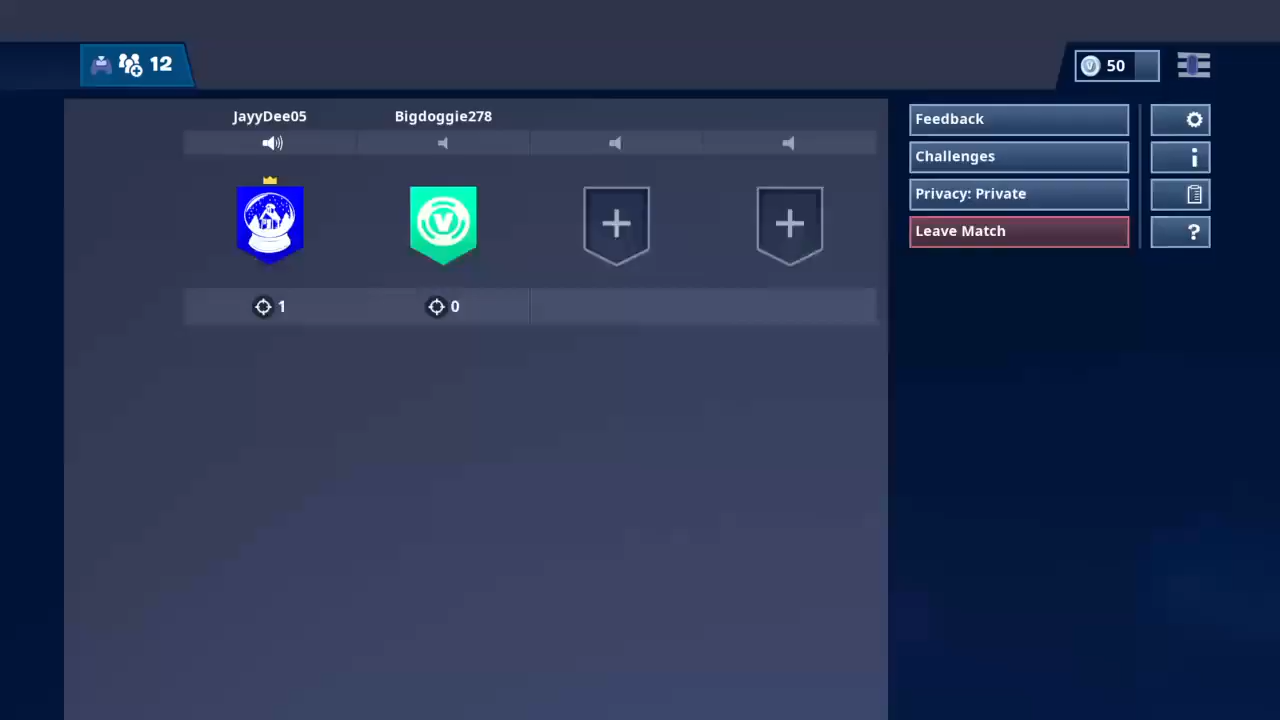 12
50
JayyDee05 Bigdoggie278
Feedback
Challenges
Privacy: Private
Leave Match
?
1 0